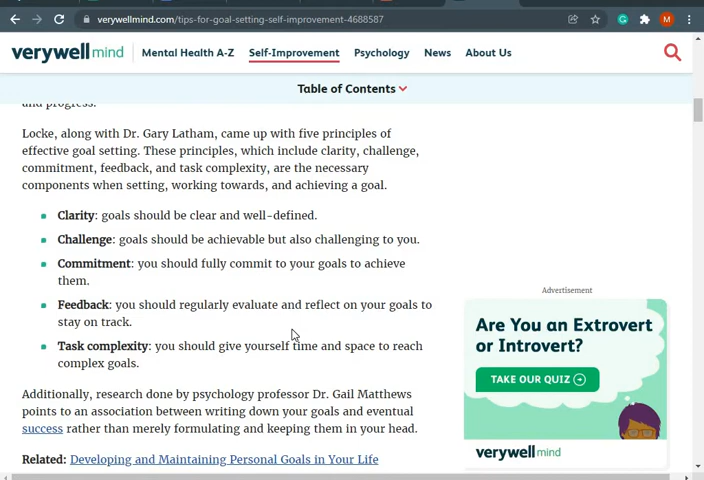 verywellmind.com/tips-for-goal-setting-self-improvement-4688587
M
verywell mind
Mental Health A-Z
Self-Improvement
Psychology
News
About Us
Table of Contents
and progress.
Locke, along with Dr. Gary Latham, came up with five principles of
effective goal setting. These principles, which include clarity, challenge,
commitment, feedback, and task complexity, are the necessary
components when setting, working towards, and achieving a goal.
Clarity: goals should be clear and well-defined.
Challenge: goals should be achievable but also challenging to you.
Commitment: you should fully commit to your goals to achieve
them.
Feedback: you should regularly evaluate and reflect on your goals to
stay on track.
Task complexity: you should give yourself time and space to reach
complex goals.
Additionally, research done by psychology professor Dr. Gail Matthews
points to an association between writing down your goals and eventual
success rather than merely formulating and keeping them in your head.
Related: Developing and Maintaining Personal Goals in Your Life
Advertisement
Are You an Extrovert
or Introvert?
TAKE OUR QUIZ
verywell mind